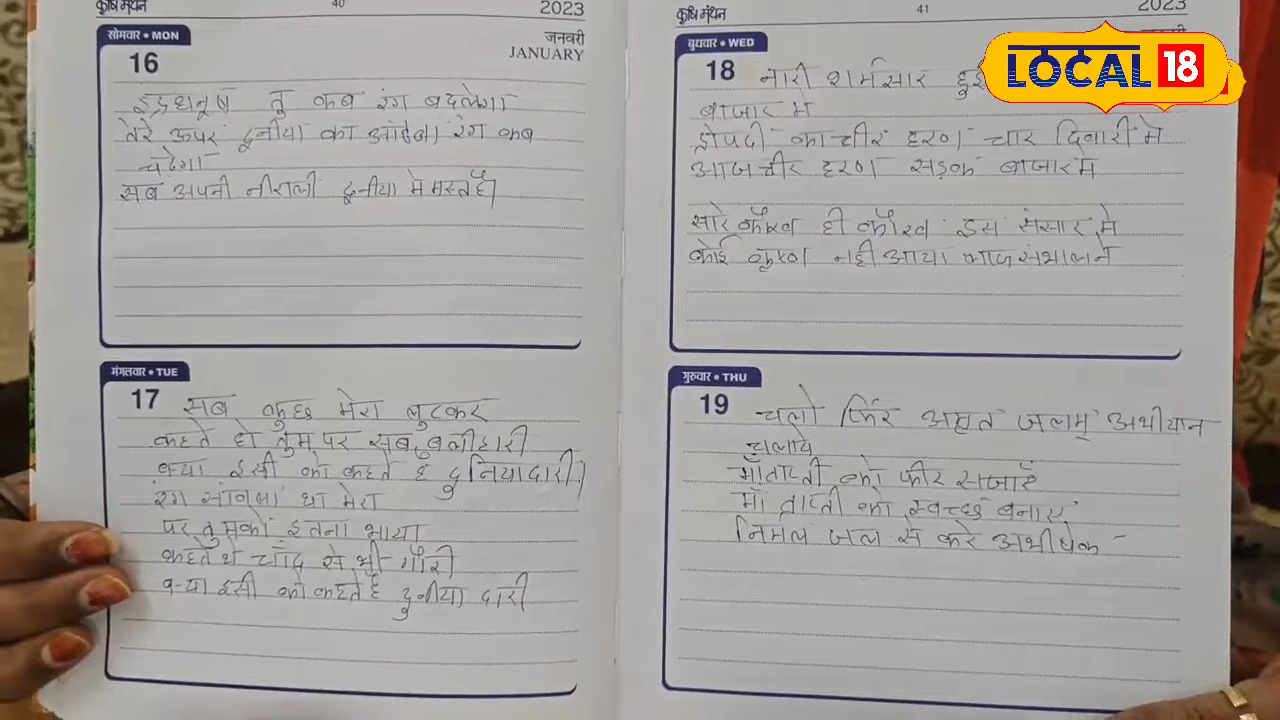 कृषि मंथन
40
2023
सोमवार • MON
जनवरी
JANUARY
16
इंद्रधनूष तु कब रंग बदलेगा
तेरे ऊपर दूनीया का रंग कब
चढेगा
सब अपनी नीराली दूनीया मे मस्त है।
मंगलवार • TUE
17
सब कुछ मेरा लुटकर
कहते हो तुम पर सब बलीहारी
क्या इसी को कहते है दुनियादारी।
रंग सांवला था मेरा
पर तुमको इतना भाया
कहते थे चाँद से भी गौरी
क्या इसी को कहते है दुनीया दारी
कृषि मंथन
41
2023
बुधवार • WED
18
नारी शर्मसार हुई
बाजार मे
द्रोपदी का चीर हरण चार दिवारी मे
आज चीर हरण सड़क बाजार मे
सारे कौरव ही कौरव इस संसार मे
कोई कृष्ण नही आया लाज संभालने
गुरुवार • THU
19
चलो फिर अमृत जलम् अभीयान
चलाये
माँ ताप्ती को फीर सजाएँ
माँ ताप्ती को स्वच्छ बनाए
निमल जल से करे अभीषेक -
LOCAL 18